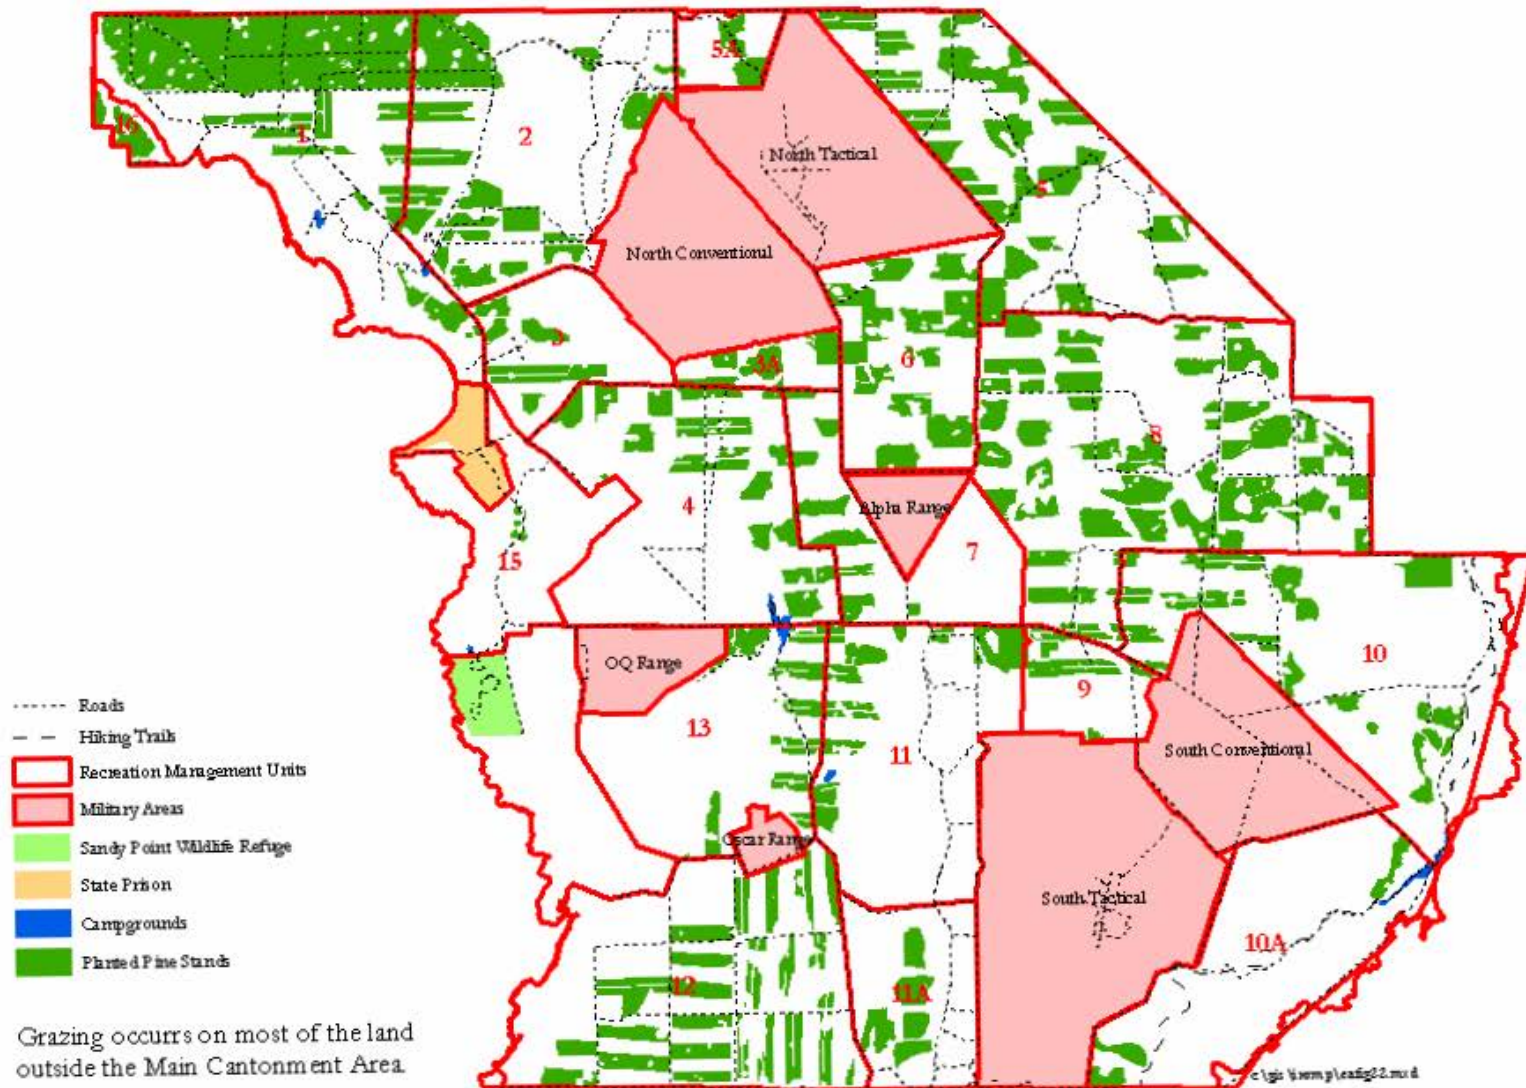 5A
16
1
2
North Tactical
5
North Conventional
3
3A
6
8
4
Alpha Range
7
15
OQ Range
10
9
13
11
South Conventional
Oscar Range
South Tactical
10A
12
11A
Roads
Hiking Trails
Recreation Management Units
Military Areas
Sandy Point Wildlife Refuge
State Prison
Campgrounds
Planted Pine Stands
Grazing occurrs on most of the land
outside the Main Cantonment Area